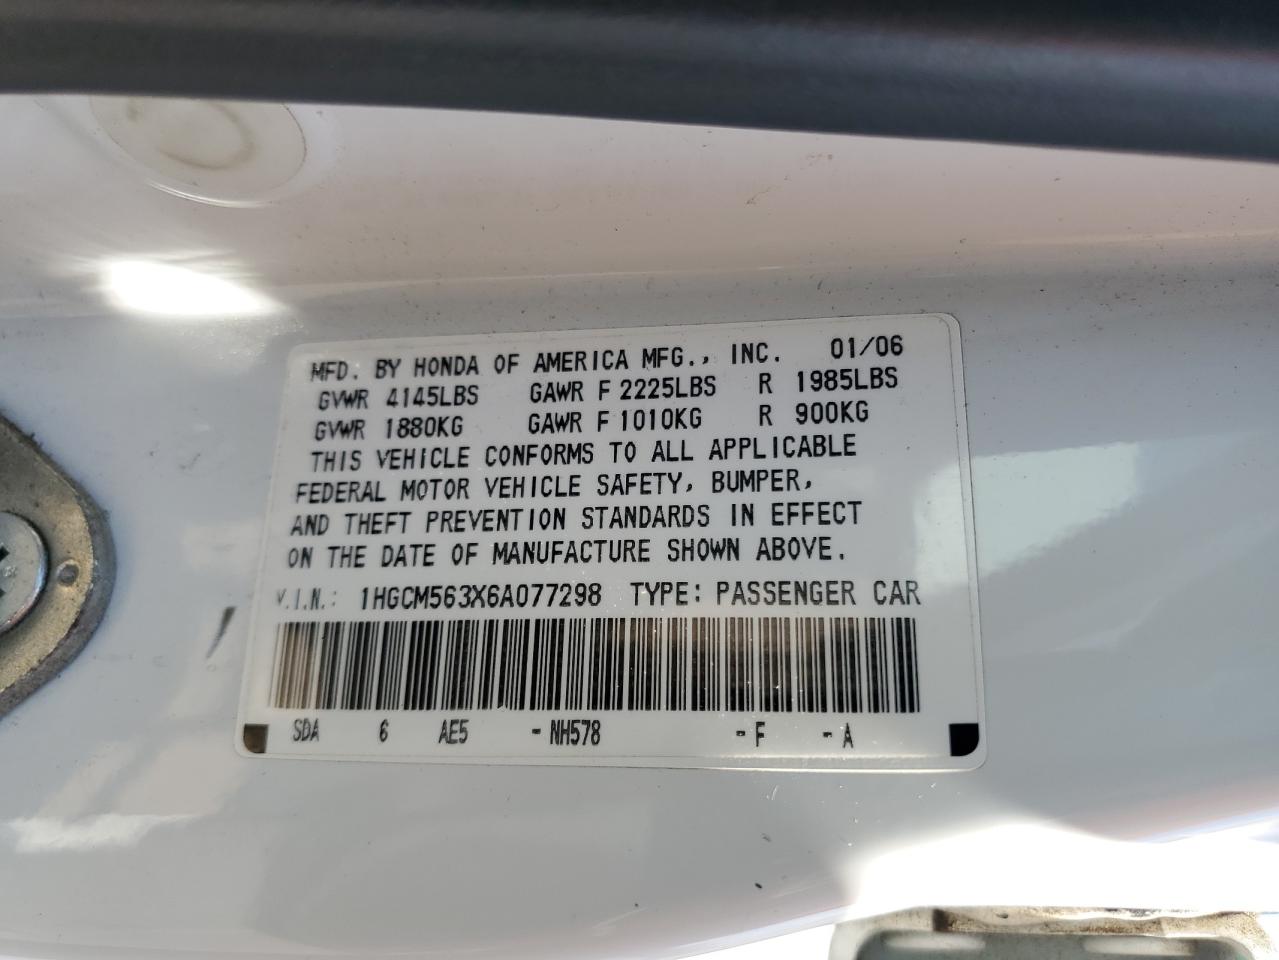 MFD. BY HONDA OF AMERICA MFG., INC. 01/06
GVWR 4145LBS GAWR F 2225LBS R 1985LBS
GVWR 1880KG GAWR F 1010KG R 900KG
THIS VEHICLE CONFORMS TO ALL APPLICABLE
FEDERAL MOTOR VEHICLE SAFETY, BUMPER,
AND THEFT PREVENTION STANDARDS IN EFFECT
ON THE DATE OF MANUFACTURE SHOWN ABOVE.
V.I.N.: 1HGCM563X6A077298 TYPE: PASSENGER CAR
SDA 6 AE5 -NH578 -F -A